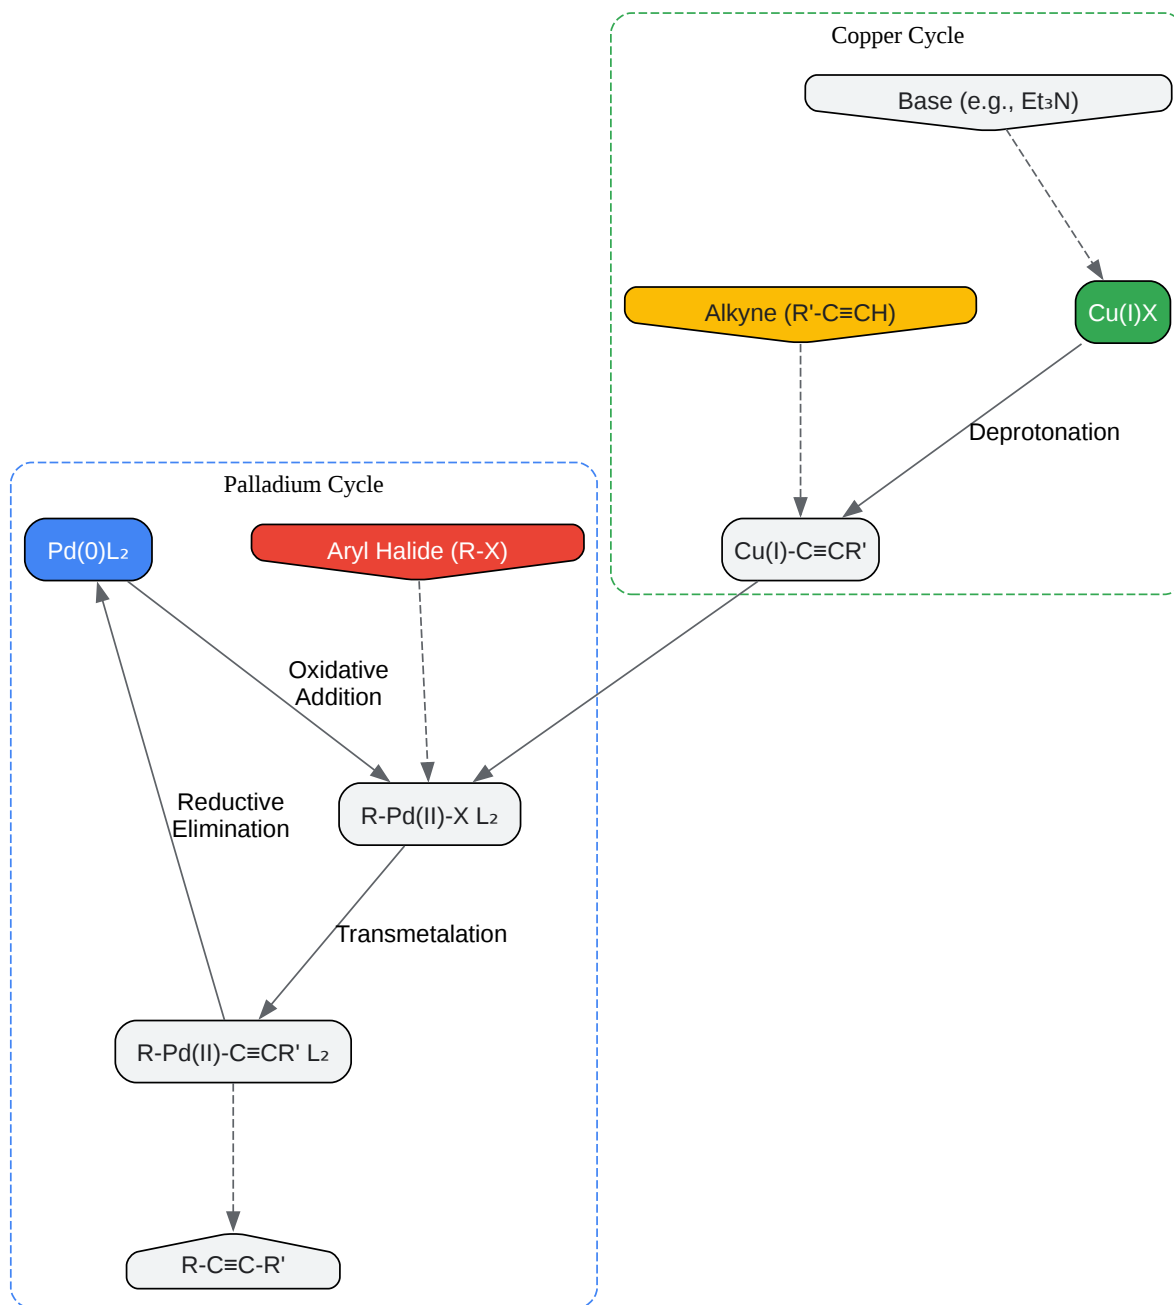 Copper Cycle
Base (e.g., Et₃N)
Alkyne (R'-C≡CH)
Cu(I)X
Deprotonation
Palladium Cycle
Pd(0)L₂
Aryl Halide (R-X)
Cu(I)-C≡CR'
Oxidative
Addition
Reductive
Elimination
R-Pd(II)-X L₂
Transmetalation
R-Pd(II)-C≡CR' L₂
R-C≡C-R'